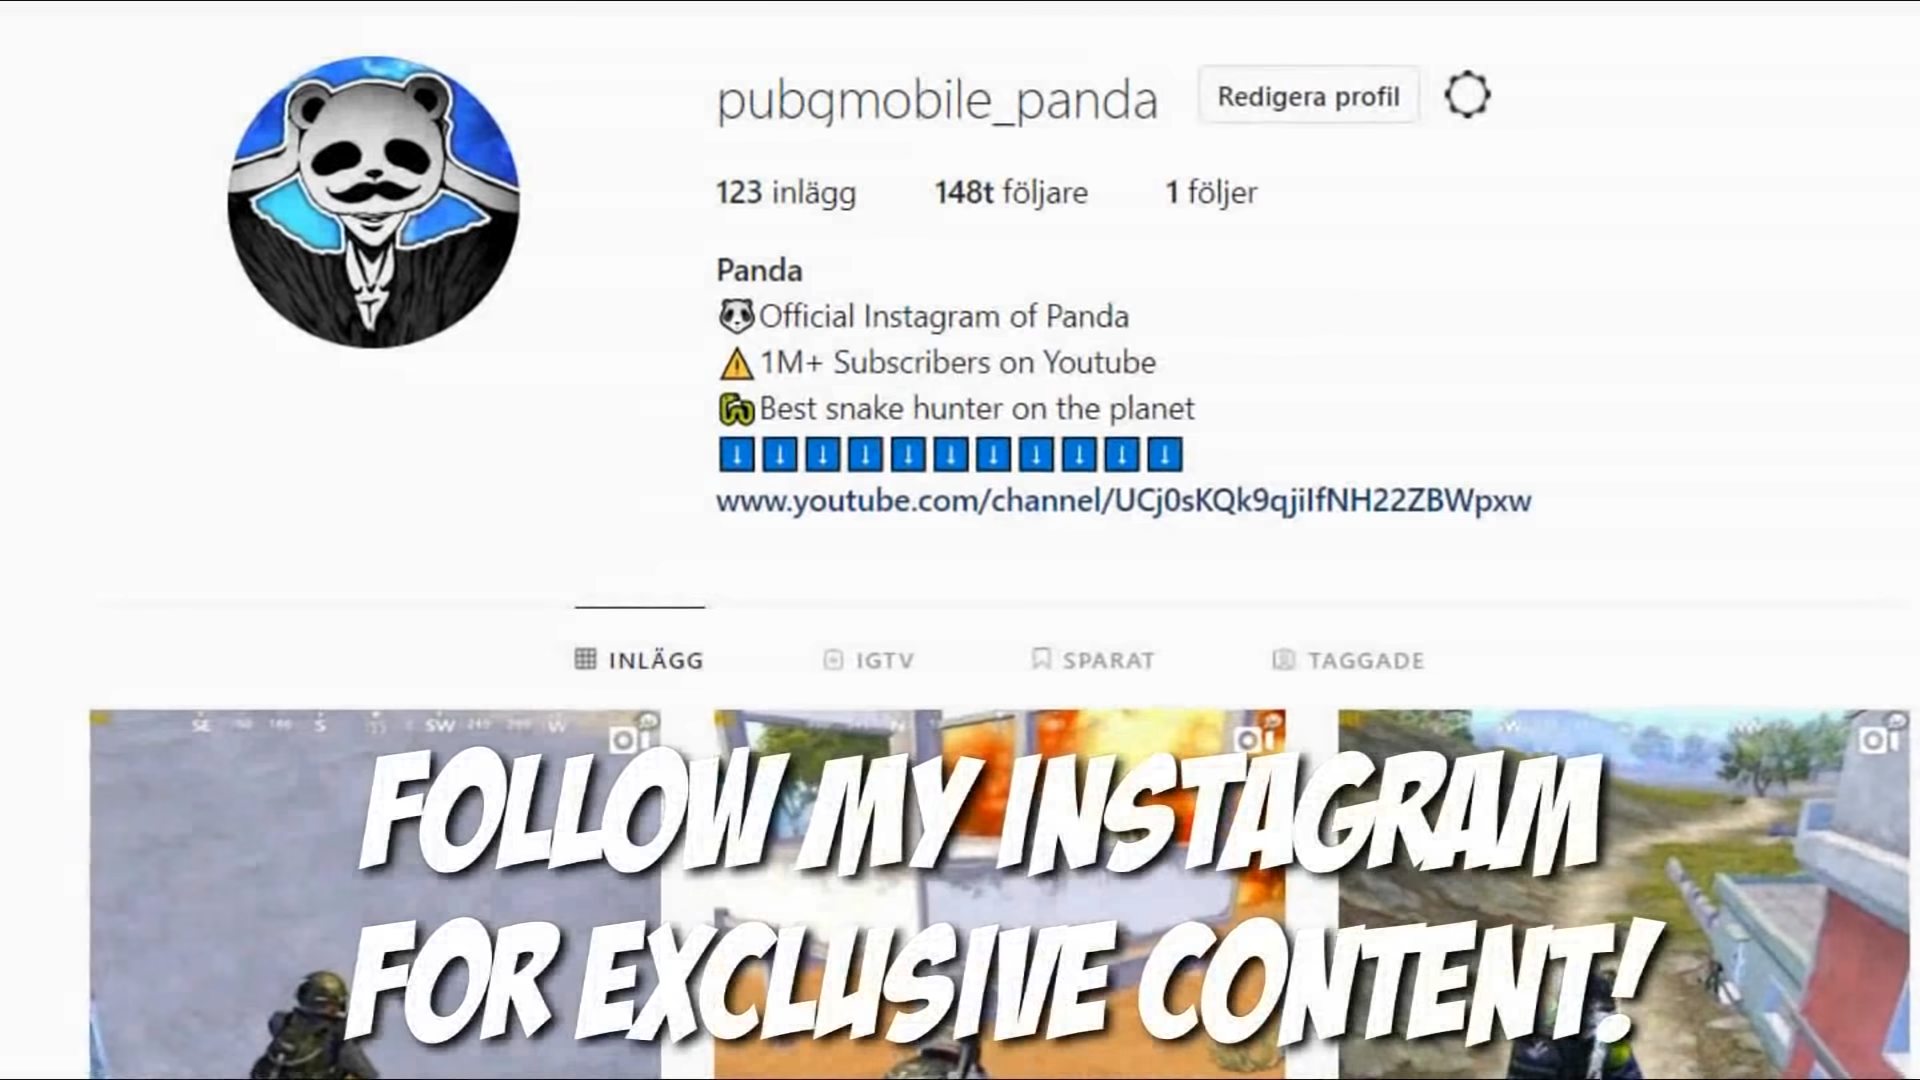 pubgmobile_panda Redigera profil
123 inlägg 148t följare 1 följer
Panda
Official Instagram of Panda
1M+ Subscribers on Youtube
Best snake hunter on the planet
www.youtube.com/channel/UCj0sKQk9qjiIfNH22ZBWpxw
INLÄGG IGTV SPARAT TAGGADE
SE S SW W
FOLLOW MY INSTAGRAM
FOR EXCLUSIVE CONTENT!